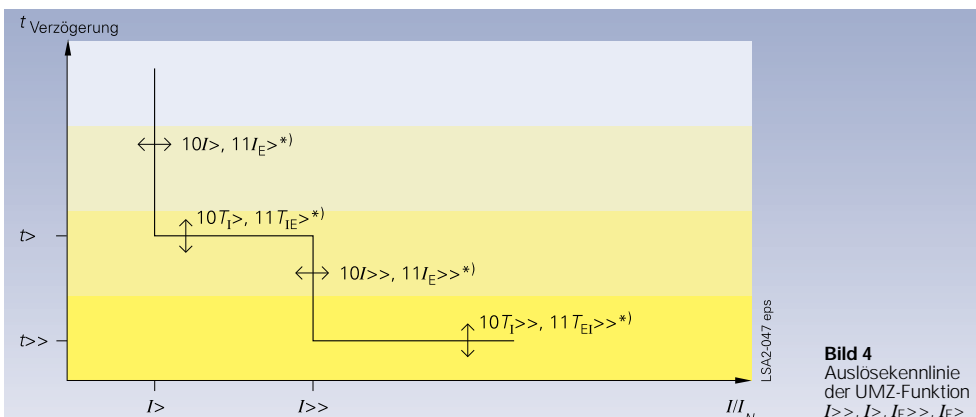 t Verzögerung
10I>, 11IE>*)
10TI>, 11TIE>*)
t>
10I>>, 11IE>>*)
10TI>>, 11TEI>>*)
t>>
I>
I>>
I/IN
LSA2-047 eps
Bild 4
Auslösekennlinie
der UMZ-Funktion
I>>, I>, IE>>, IE>